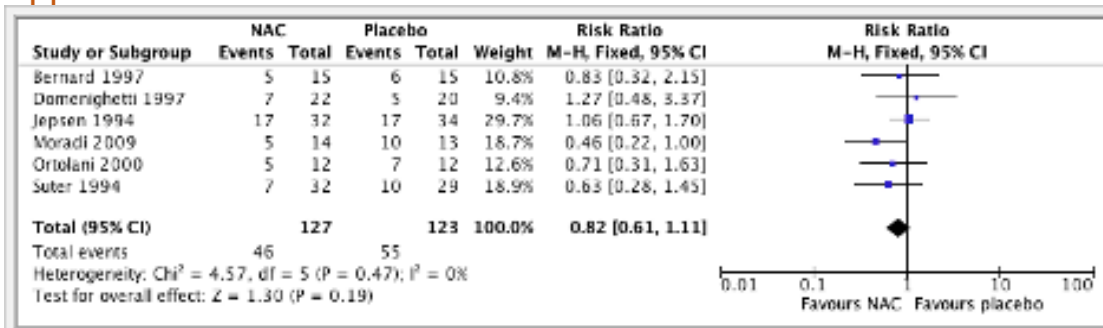 NAC Placebo Risk Ratio Risk Ratio
Study or Subgroup Events Total Events Total Weight M-H, Fixed, 95% CI M-H, Fixed, 95% CI
Bernard 1997 5 15 6 15 10.8% 0.83 [0.32, 2.15]
Domenighetti 1997 7 22 5 20 9.4% 1.27 [0.48, 3.37]
Jepsen 1994 17 32 17 34 29.7% 1.06 [0.67, 1.70]
Moradi 2009 5 14 10 13 18.7% 0.46 [0.22, 1.00]
Ortolani 2000 5 12 7 12 12.6% 0.71 [0.31, 1.63]
Suter 1994 7 32 10 29 18.9% 0.63 [0.28, 1.45]
Total (95% CI) 127 123 100.0% 0.82 [0.61, 1.11]
Total events 46 55
Heterogeneity: Chi² = 4.57, df = 5 (P = 0.47); I² = 0%
Test for overall effect: Z = 1.30 (P = 0.19)
0.01 0.1 1 10 100
Favours NAC Favours placebo